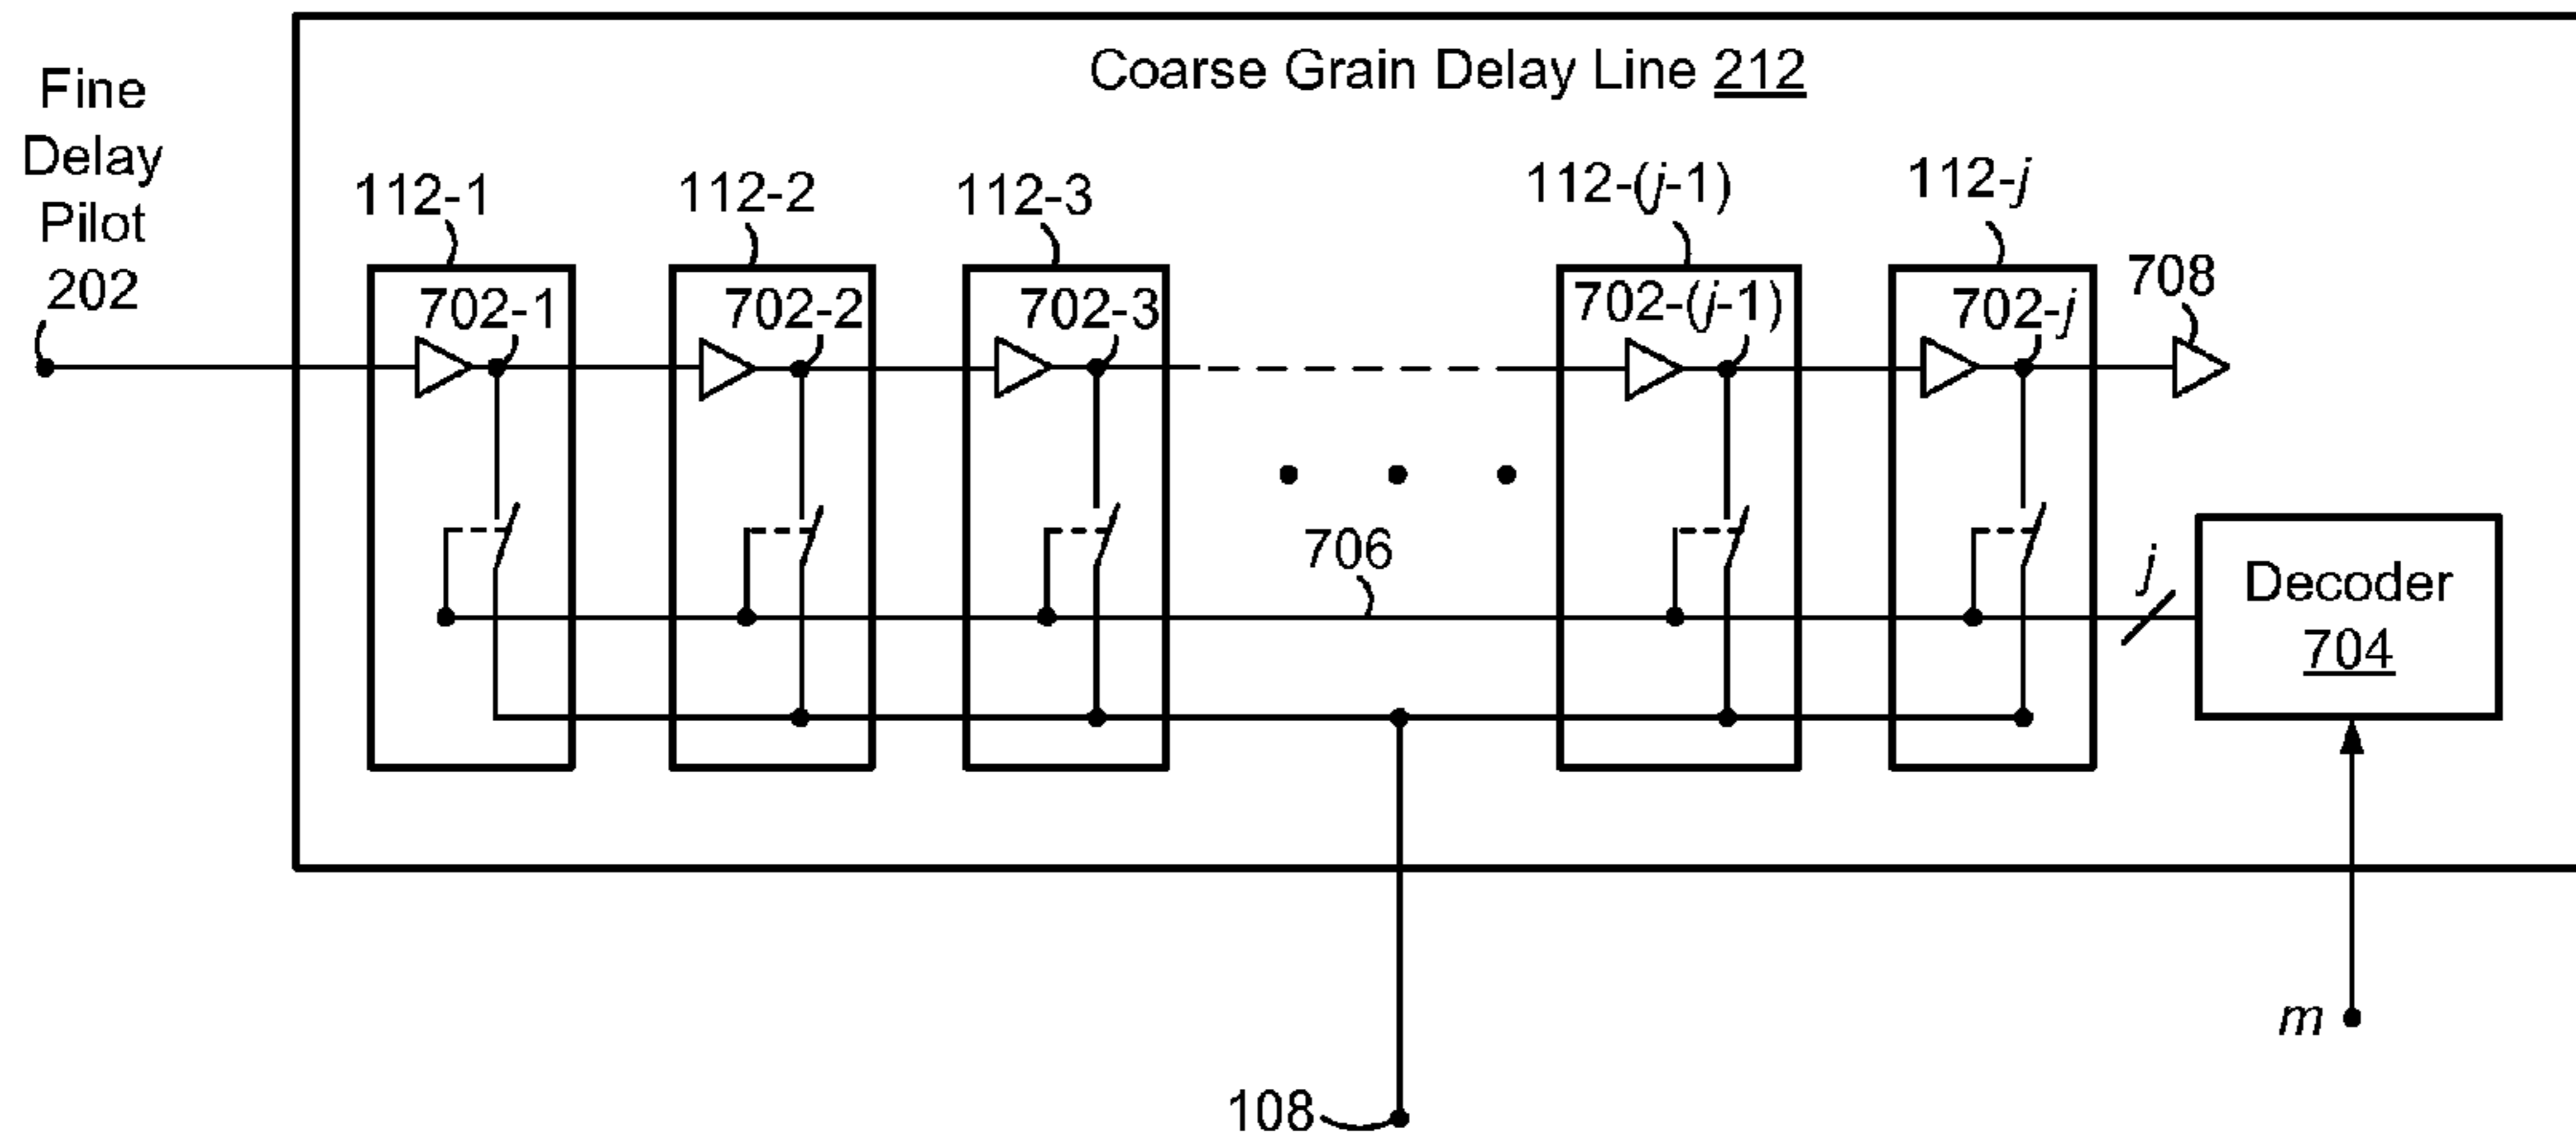 Coarse Grain Delay Line 212
Fine
Delay
Pilot
202
112-1
112-2
112-3
112-(j-1)
112-j
702-1
702-2
702-3
702-(j-1)
702-j
708
706
j
Decoder
704
m
108